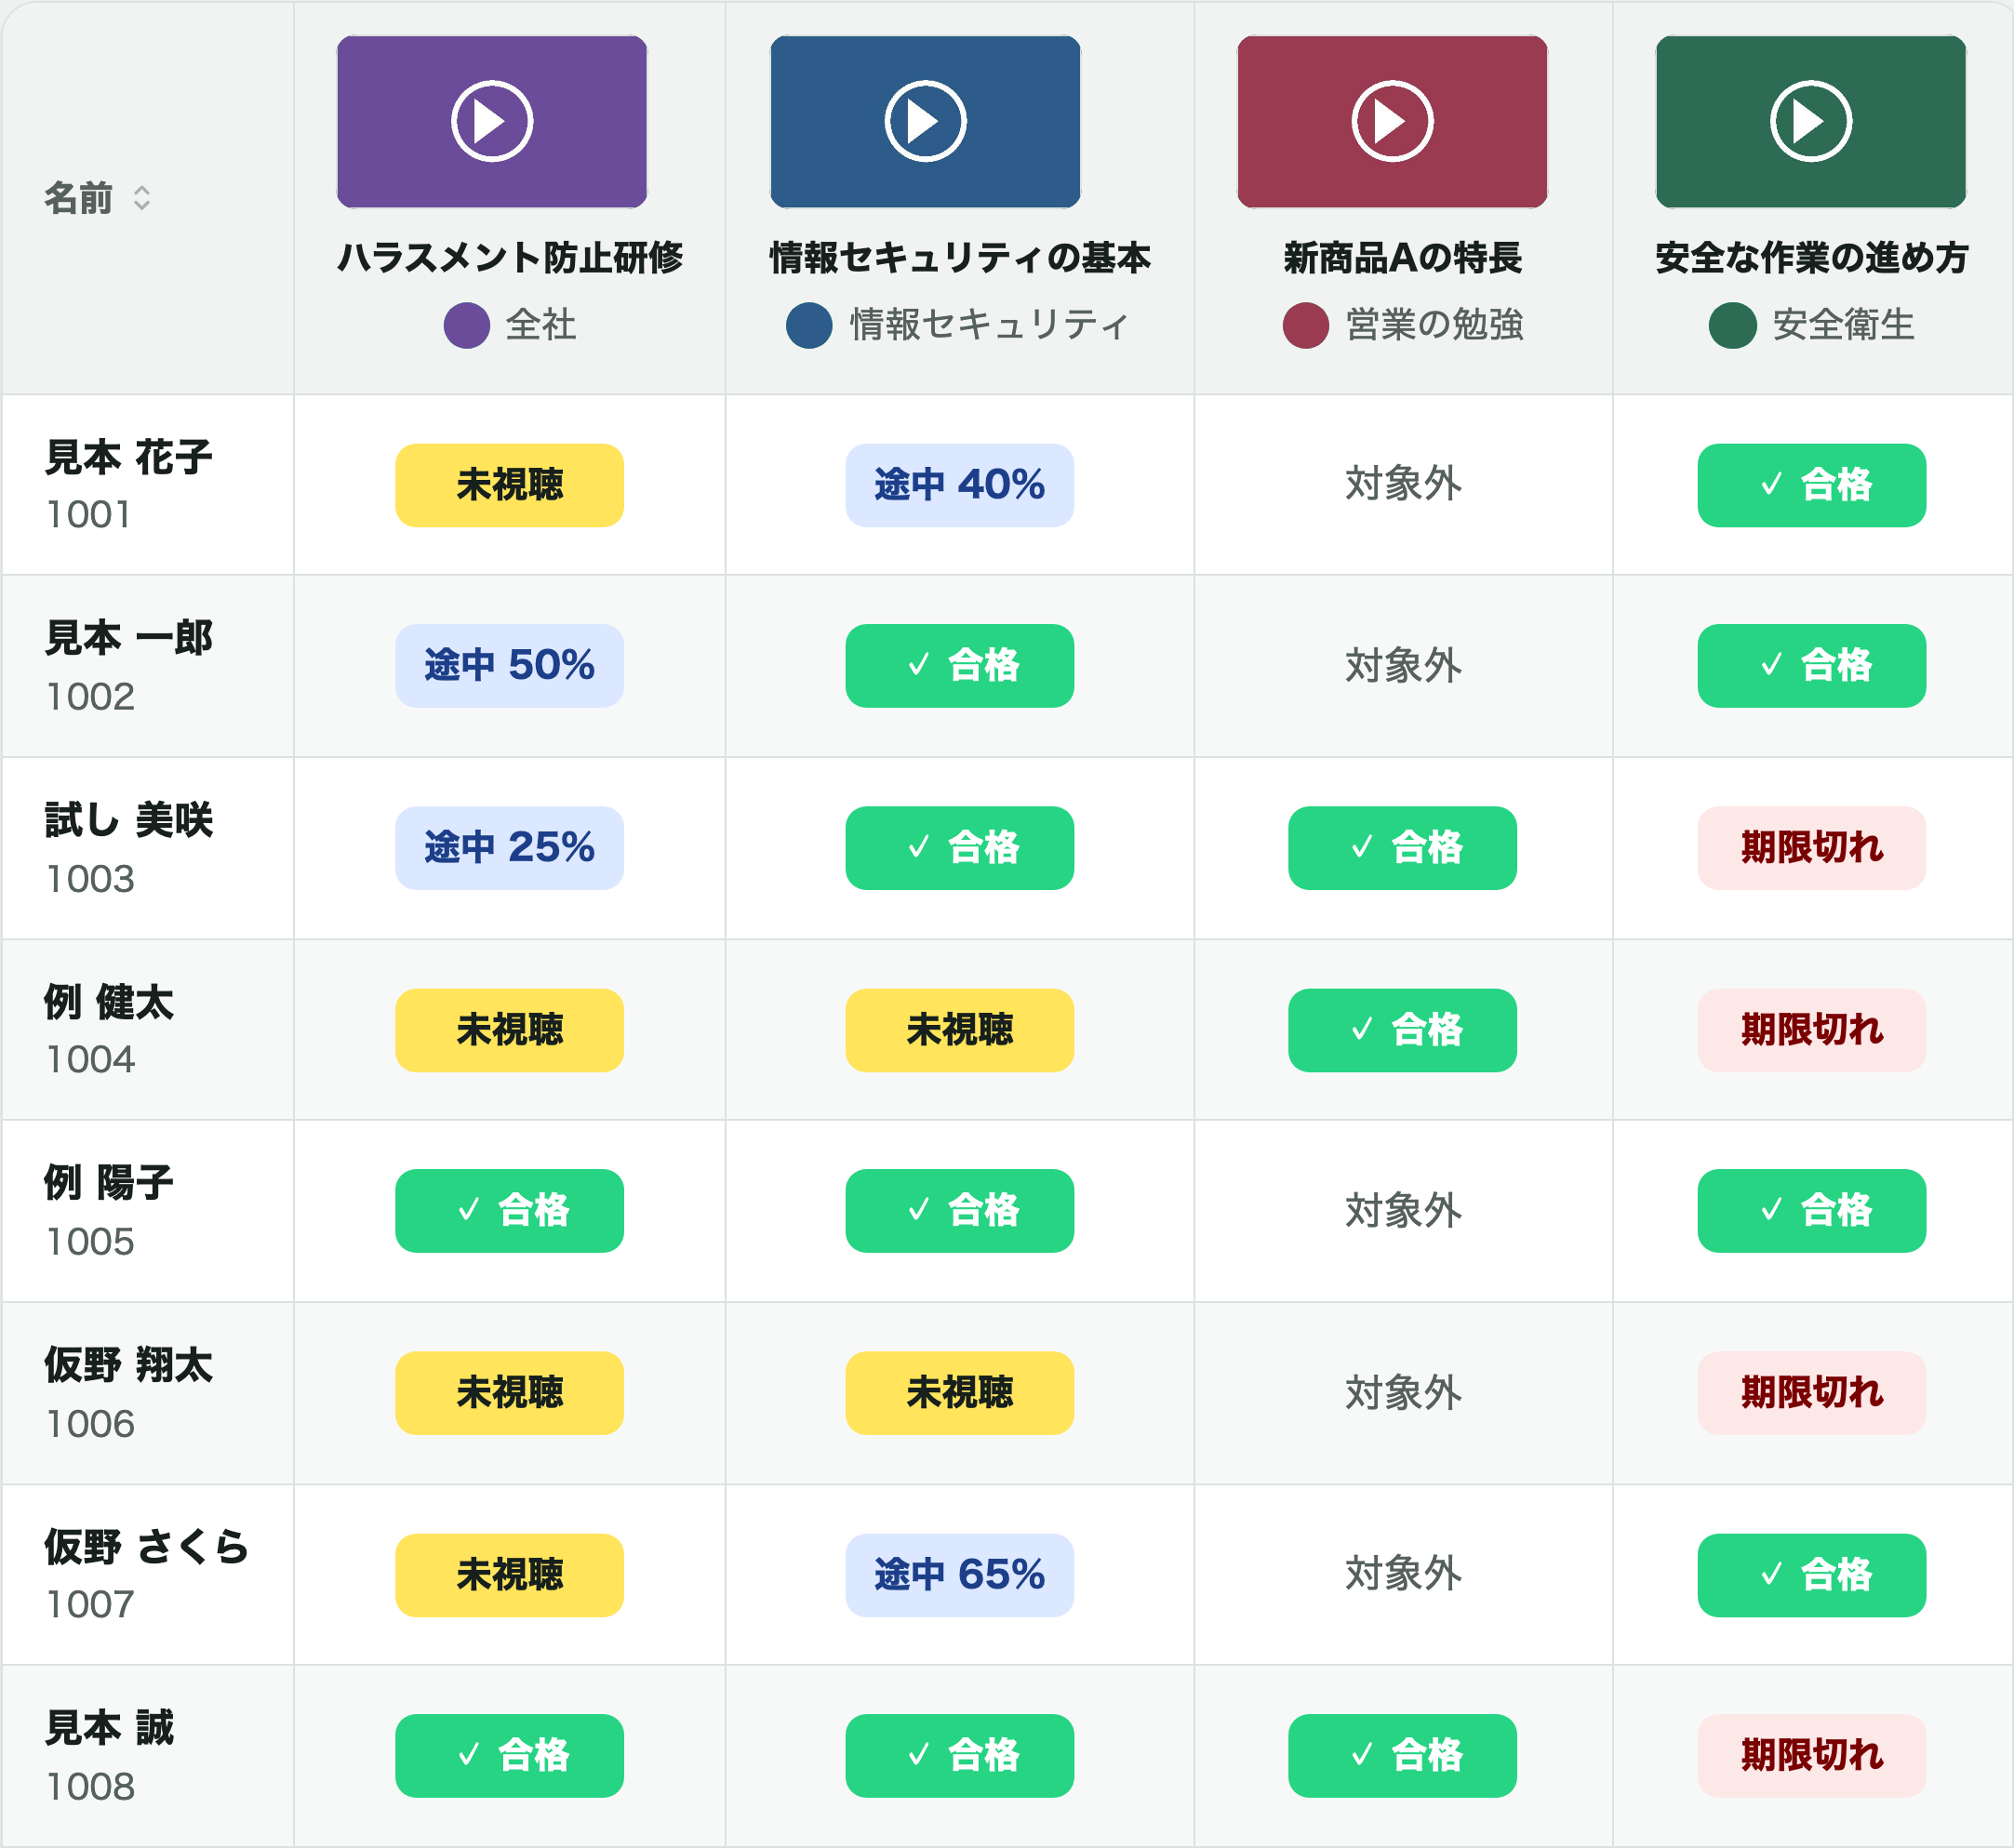 名前
ハラスメント防止研修
全社
情報セキュリティの基本
情報セキュリティ
新商品Aの特長
営業の勉強
安全な作業の進め方
安全衛生
見本 花子
1001
未視聴
途中 40%
対象外
✓ 合格
見本 一郎
1002
途中 50%
✓ 合格
対象外
✓ 合格
試し 美咲
1003
途中 25%
✓ 合格
✓ 合格
期限切れ
例 健太
1004
未視聴
未視聴
✓ 合格
期限切れ
例 陽子
1005
✓ 合格
✓ 合格
対象外
✓ 合格
仮野 翔太
1006
未視聴
未視聴
対象外
期限切れ
仮野 さくら
1007
未視聴
途中 65%
対象外
✓ 合格
見本 誠
1008
✓ 合格
✓ 合格
✓ 合格
期限切れ